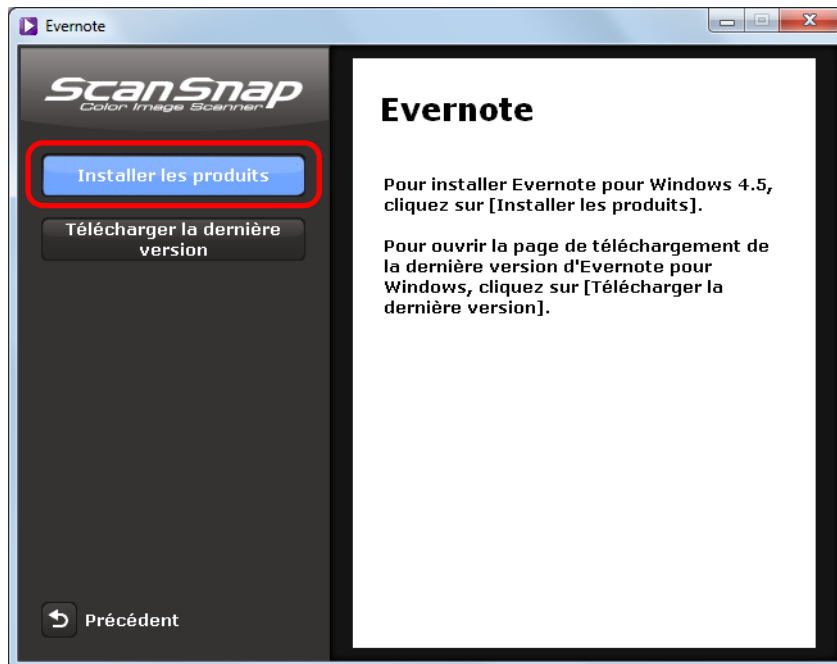 Evernote
ScanSnap
Color Image Scanner
Installer les produits
Télécharger la dernière
version
Précédent
Evernote
Pour installer Evernote pour Windows 4.5,
cliquez sur [Installer les produits].
Pour ouvrir la page de téléchargement de
la dernière version d'Evernote pour
Windows, cliquez sur [Télécharger la
dernière version].